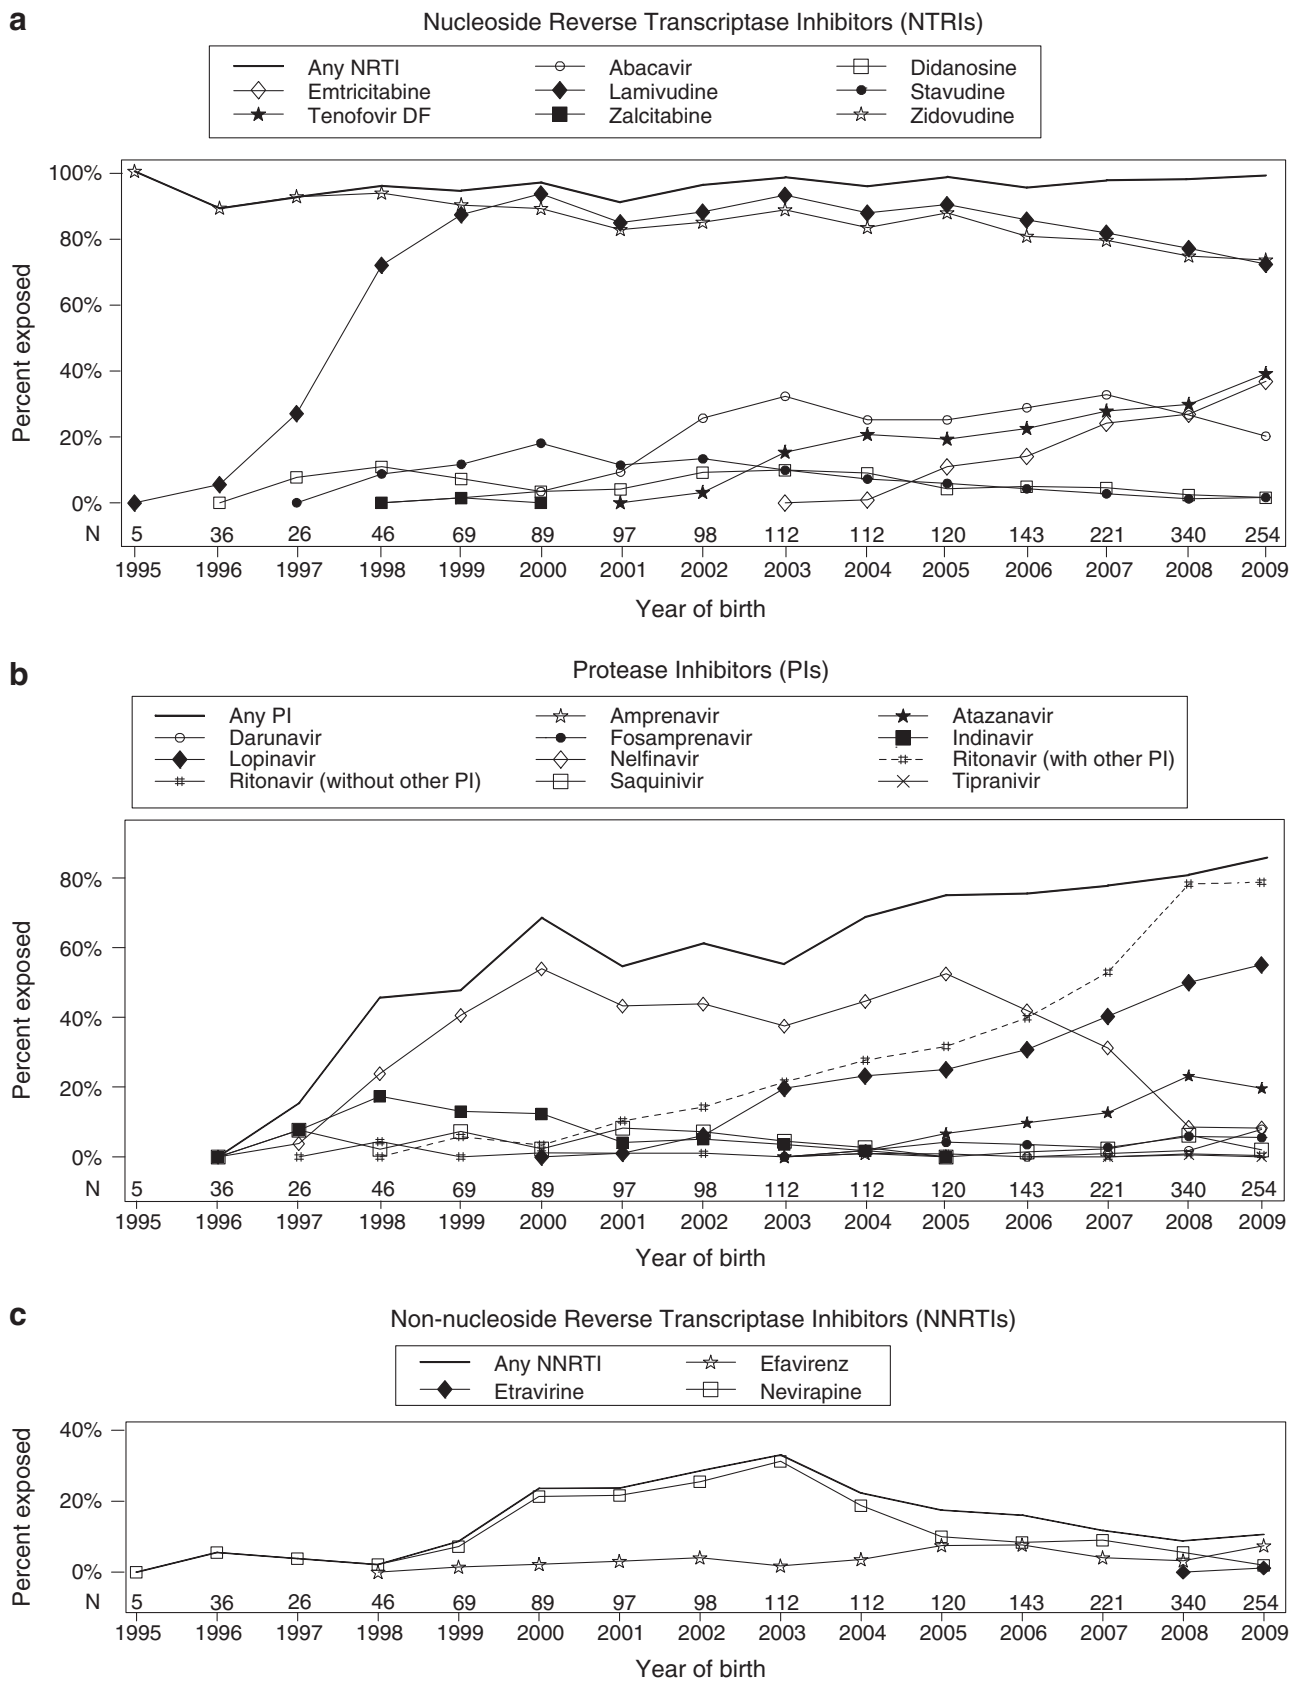 a
Nucleoside Reverse Transcriptase Inhibitors (NTRIs)
Any NRTI Abacavir Didanosine
Emtricitabine Lamivudine Stavudine
Tenofovir DF Zalcitabine Zidovudine
100%
80%
60%
40%
20%
0%
Percent exposed
N 5 36 26 46 69 89 97 98 112 112 120 143 221 340 254
1995 1996 1997 1998 1999 2000 2001 2002 2003 2004 2005 2006 2007 2008 2009
Year of birth
b
Protease Inhibitors (PIs)
Any PI Amprenavir Atazanavir
Darunavir Fosamprenavir Indinavir
Lopinavir Nelfinavir Ritonavir (with other PI)
Ritonavir (without other PI) Saquinivir Tipranivir
80%
60%
40%
20%
0%
Percent exposed
N 5 36 26 46 69 89 97 98 112 112 120 143 221 340 254
1995 1996 1997 1998 1999 2000 2001 2002 2003 2004 2005 2006 2007 2008 2009
Year of birth
c
Non-nucleoside Reverse Transcriptase Inhibitors (NNRTIs)
Any NNRTI Efavirenz
Etravirine Nevirapine
40%
20%
0%
Percent exposed
N 5 36 26 46 69 89 97 98 112 112 120 143 221 340 254
1995 1996 1997 1998 1999 2000 2001 2002 2003 2004 2005 2006 2007 2008 2009
Year of birth